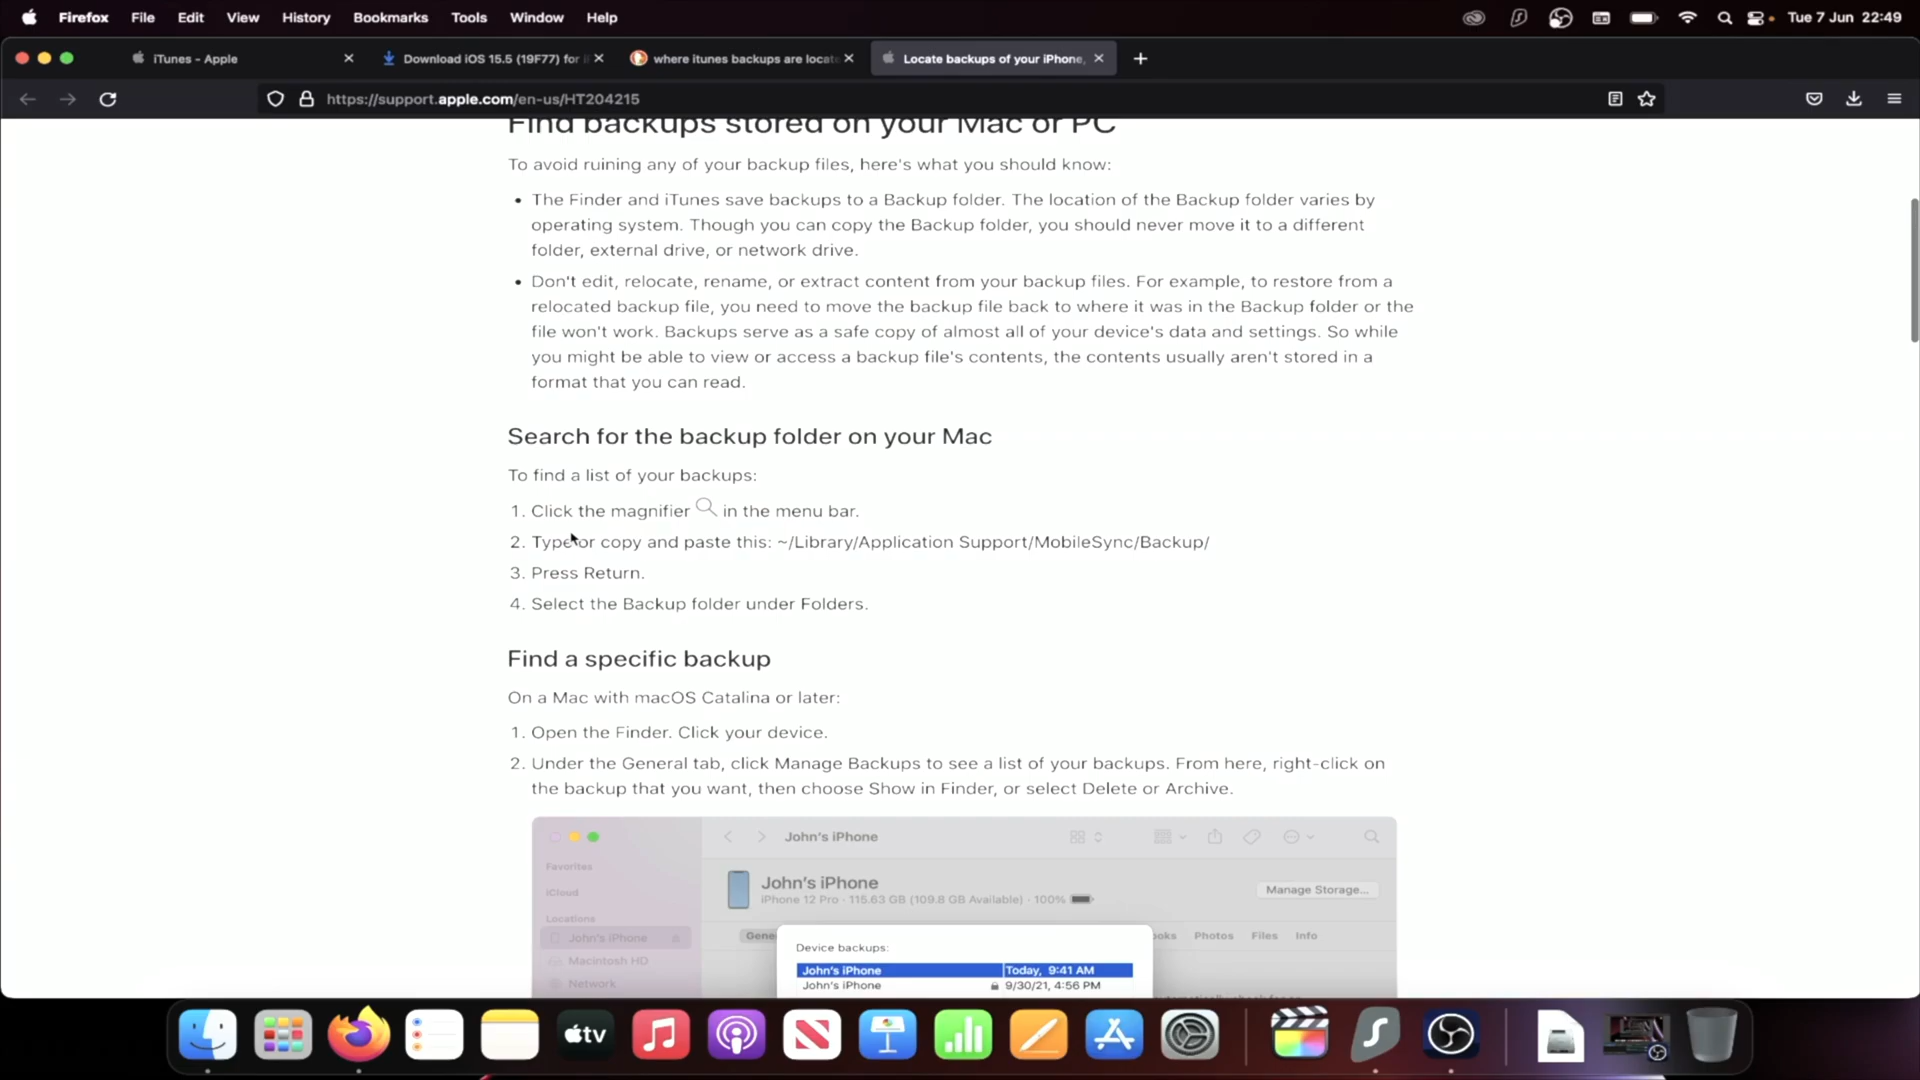 Firefox File Edit View History Bookmarks Tools Window Help Tue 7 Jun 22:49
iTunes - Apple Download iOS 15.5 (19F77) for where itunes backups are locat Locate backups of your iPhone,
https://support.apple.com/en-us/HT204215
Find backups stored on your Mac or PC
To avoid ruining any of your backup files, here's what you should know:
• The Finder and iTunes save backups to a Backup folder. The location of the Backup folder varies by
operating system. Though you can copy the Backup folder, you should never move it to a different
folder, external drive, or network drive.
• Don't edit, relocate, rename, or extract content from your backup files. For example, to restore from a
relocated backup file, you need to move the backup file back to where it was in the Backup folder or the
file won't work. Backups serve as a safe copy of almost all of your device's data and settings. So while
you might be able to view or access a backup file's contents, the contents usually aren't stored in a
format that you can read.
Search for the backup folder on your Mac
To find a list of your backups:
1. Click the magnifier in the menu bar.
2. Type or copy and paste this: ~/Library/Application Support/MobileSync/Backup/
3. Press Return.
4. Select the Backup folder under Folders.
Find a specific backup
On a Mac with macOS Catalina or later:
1. Open the Finder. Click your device.
2. Under the General tab, click Manage Backups to see a list of your backups. From here, right-click on
the backup that you want, then choose Show in Finder, or select Delete or Archive.
John's iPhone
Favorites
iCloud
Locations
John's iPhone
Macintosh HD
Network
John's iPhone
iPhone 12 Pro · 115.63 GB (109.8 GB Available) · 100%
Manage Storage...
Gene ooks Photos Files Info
Device backups:
John's iPhone Today, 9:41 AM
John's iPhone 9/30/21, 4:56 PM
tv